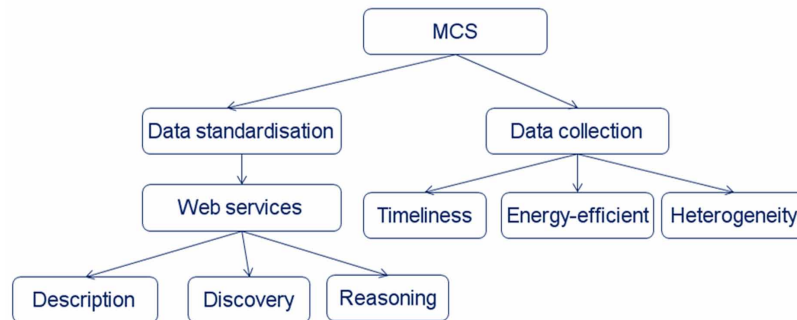 MCS
Data standardisation
Data collection
Web services
Timeliness
Energy-efficient
Heterogeneity
Description
Discovery
Reasoning